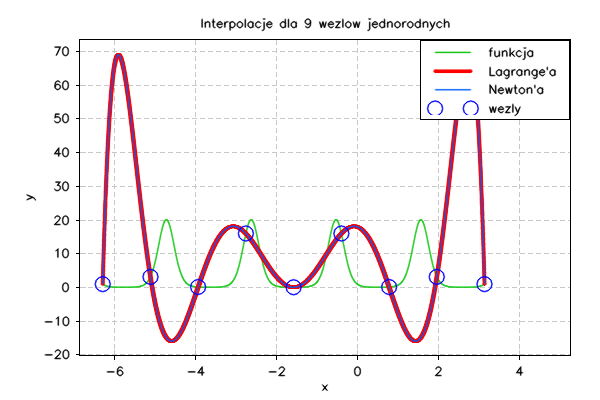 Interpolacje dla 9 wezlow jednorodnych
funkcja
Lagrange'a
Newton'a
wezly
y
70
60
50
40
30
20
10
0
−10
−20
−6 −4 −2 0 2 4
x